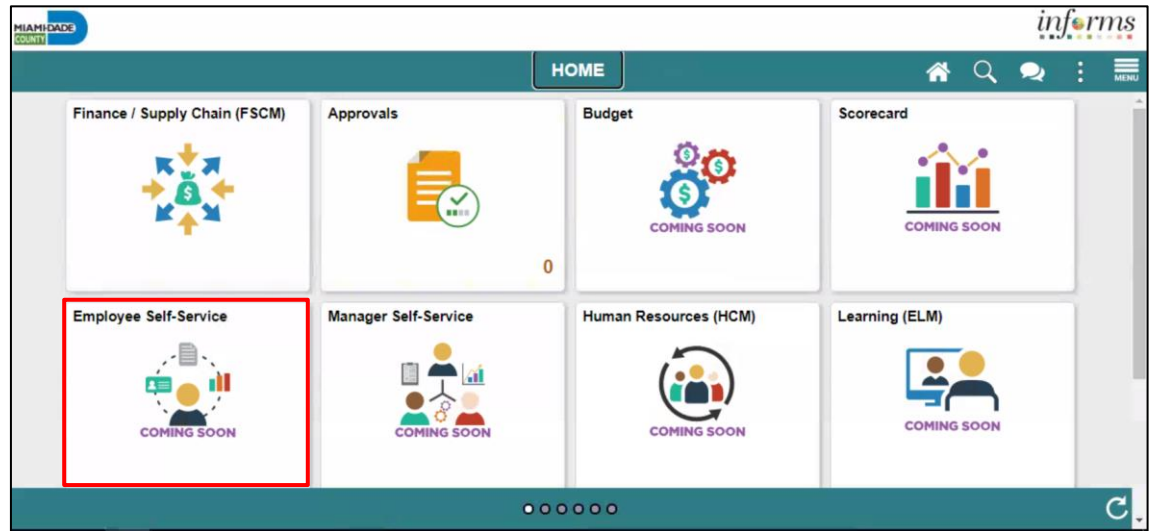 MIAMI-DADE
COUNTY
informs
HOME
MENU
Finance / Supply Chain (FSCM)
Approvals
0
Budget
COMING SOON
Scorecard
COMING SOON
Employee Self-Service
COMING SOON
Manager Self-Service
COMING SOON
Human Resources (HCM)
COMING SOON
Learning (ELM)
COMING SOON